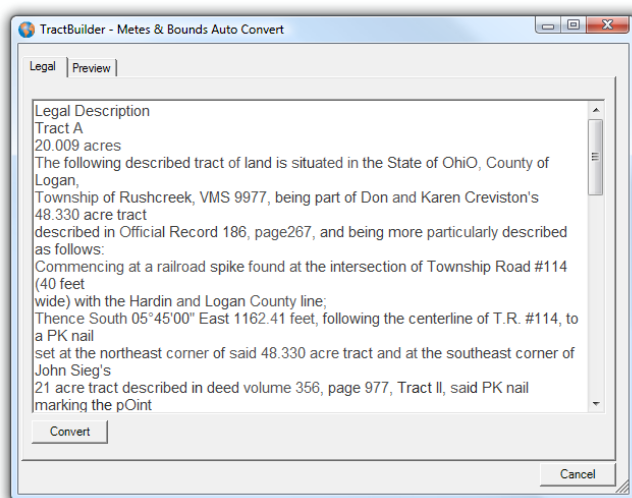 TractBuilder - Metes & Bounds Auto Convert
Legal
Preview
Legal Description
Tract A
20.009 acres
The following described tract of land is situated in the State of OhiO, County of
Logan,
Township of Rushcreek, VMS 9977, being part of Don and Karen Creviston's
48.330 acre tract
described in Official Record 186, page267, and being more particularly described
as follows:
Commencing at a railroad spike found at the intersection of Township Road #114
(40 feet
wide) with the Hardin and Logan County line;
Thence South 05°45'00" East 1162.41 feet, following the centerline of T.R. #114, to
a PK nail
set at the northeast corner of said 48.330 acre tract and at the southeast corner of
John Sieg's
21 acre tract described in deed volume 356, page 977, Tract II, said PK nail
marking the pOint
Convert
Cancel